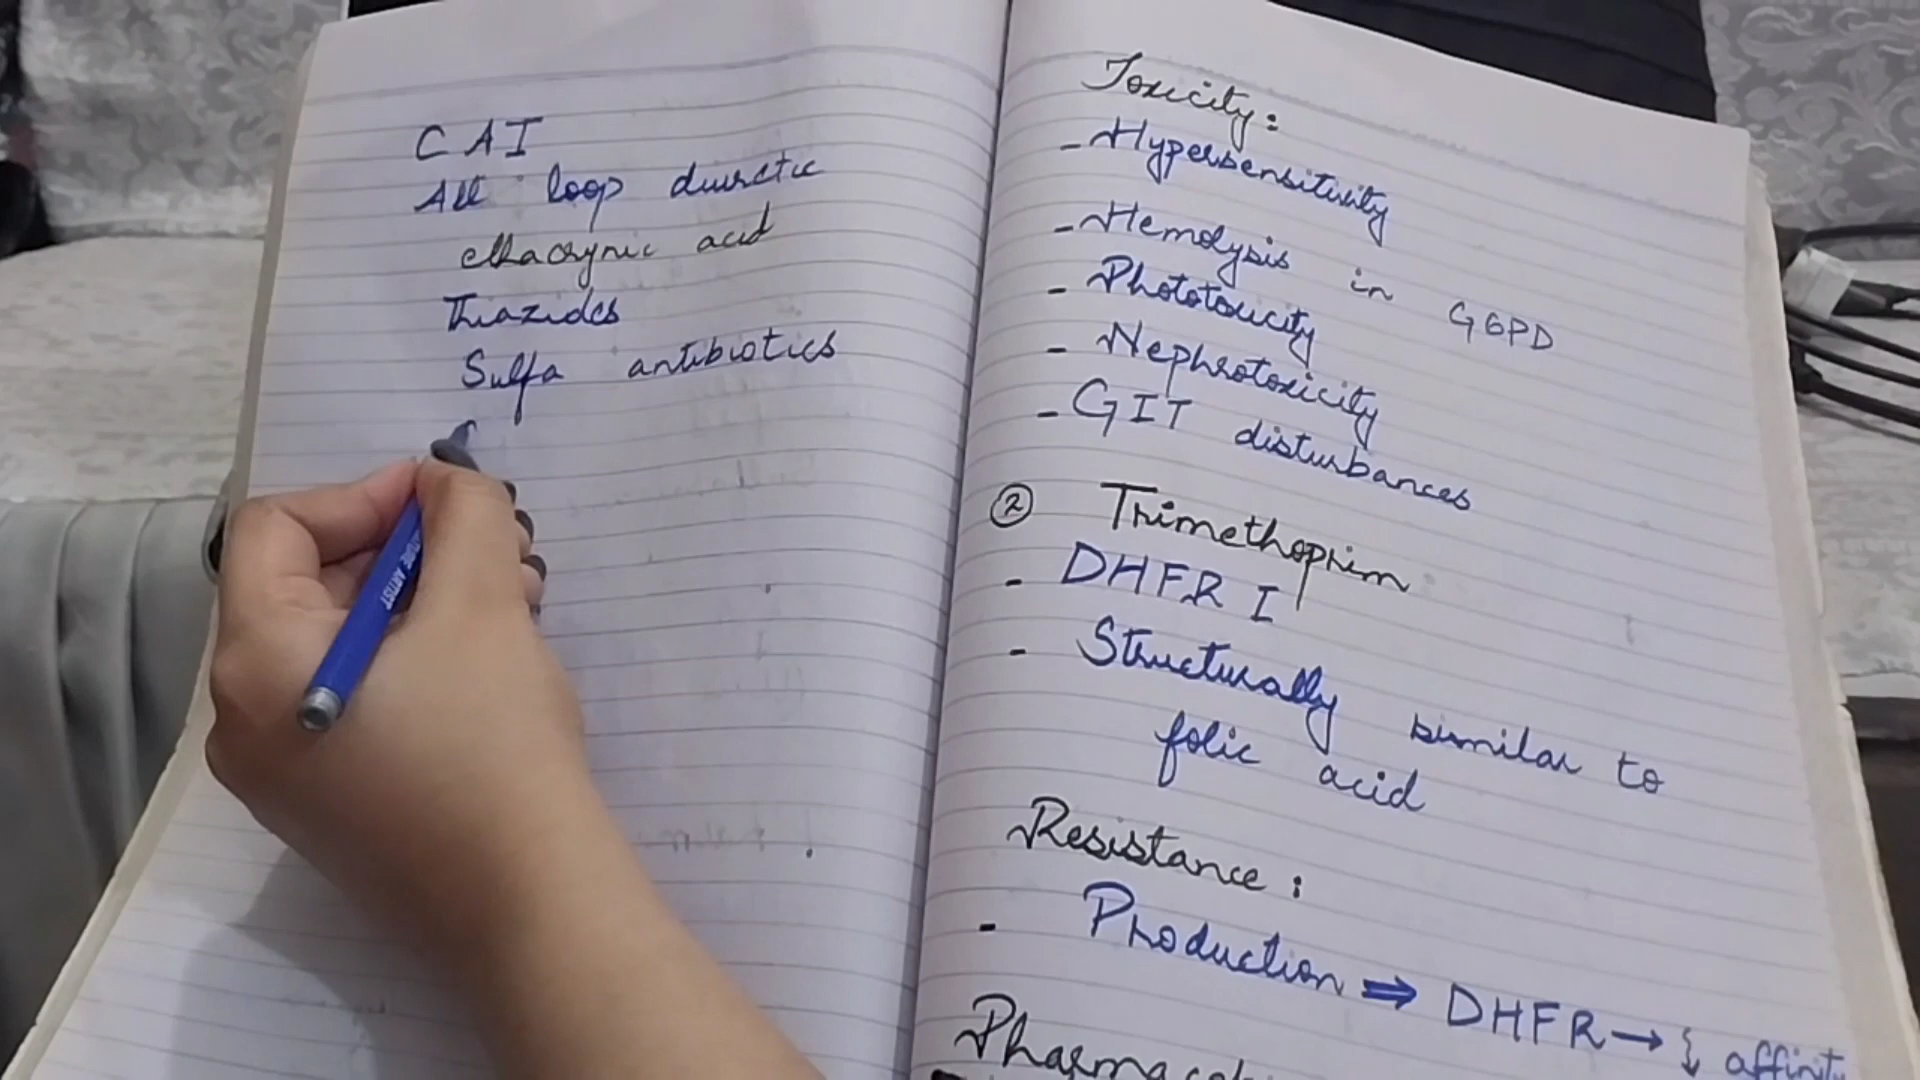 CAI
All loop diuretic
ethacrynic acid
Thiazides
Sulfa antibiotics
Toxicity:
- Hypersensitivity
- Hemolysis in G6PD
- Phototoxicity
- Nephrotoxicity
- GIT disturbances
② Trimethoprim
- DHFR I
- Structurally similar to
folic acid
Resistance:
- Production ⇒ DHFR → ↓ affinity
ARTIST